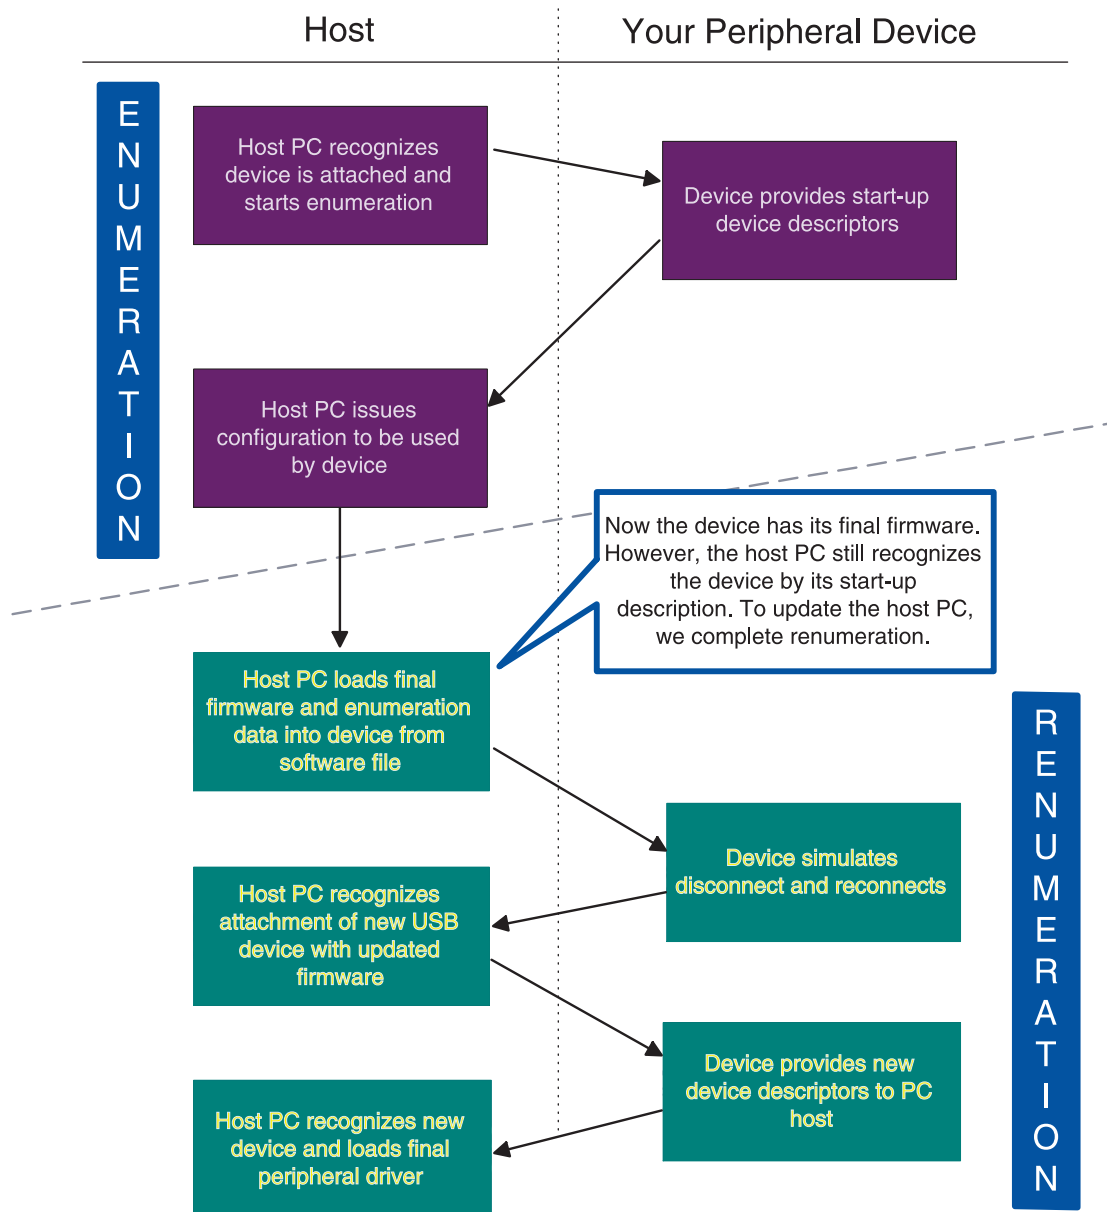 Host
Your Peripheral Device
ENUMERATION
Host PC recognizes
device is attached and
starts enumeration
Device provides start-up
device descriptors
Host PC issues
configuration to be used
by device
Now the device has its final firmware.
However, the host PC still recognizes
the device by its start-up
description. To update the host PC,
we complete renumeration.
Host PC loads final
firmware and enumeration
data into device from
software file
RENUMERATION
Device simulates
disconnect and reconnects
Host PC recognizes
attachment of new USB
device with updated
firmware
Device provides new
device descriptors to PC
host
Host PC recognizes new
device and loads final
peripheral driver